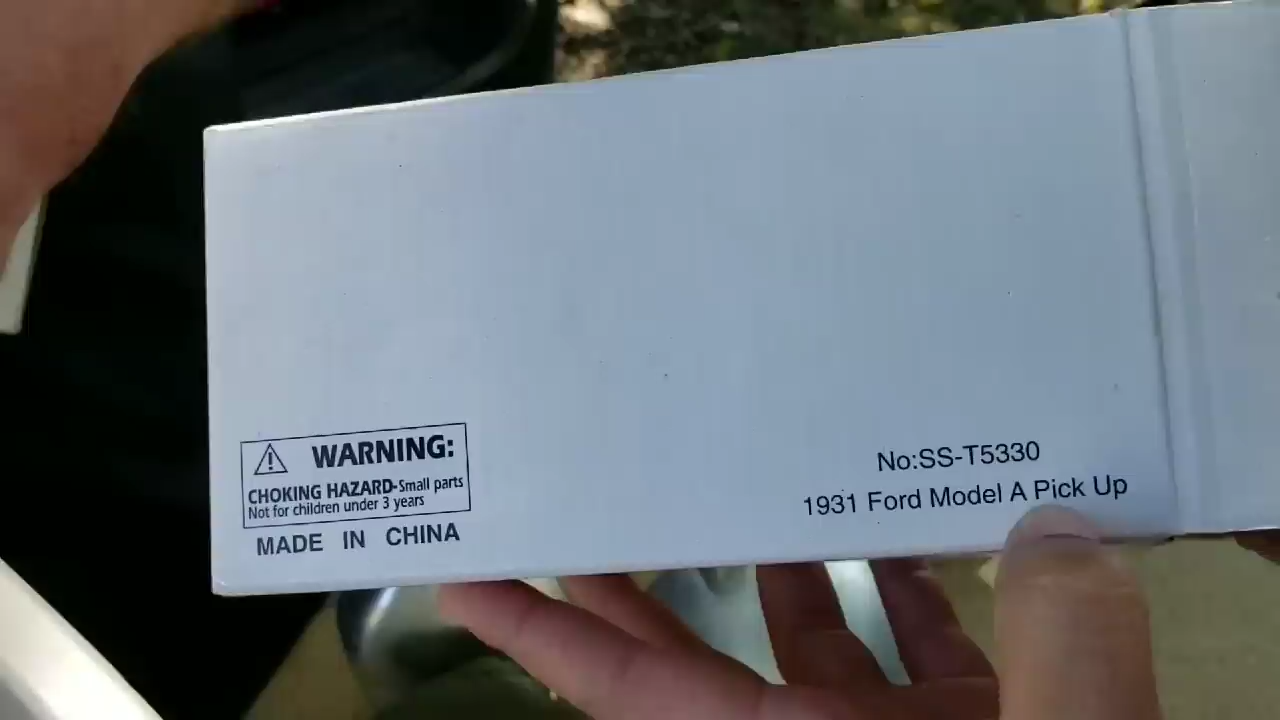 WARNING:
CHOKING HAZARD-Small parts
Not for children under 3 years
MADE IN CHINA
No:SS-T5330
1931 Ford Model A Pick Up